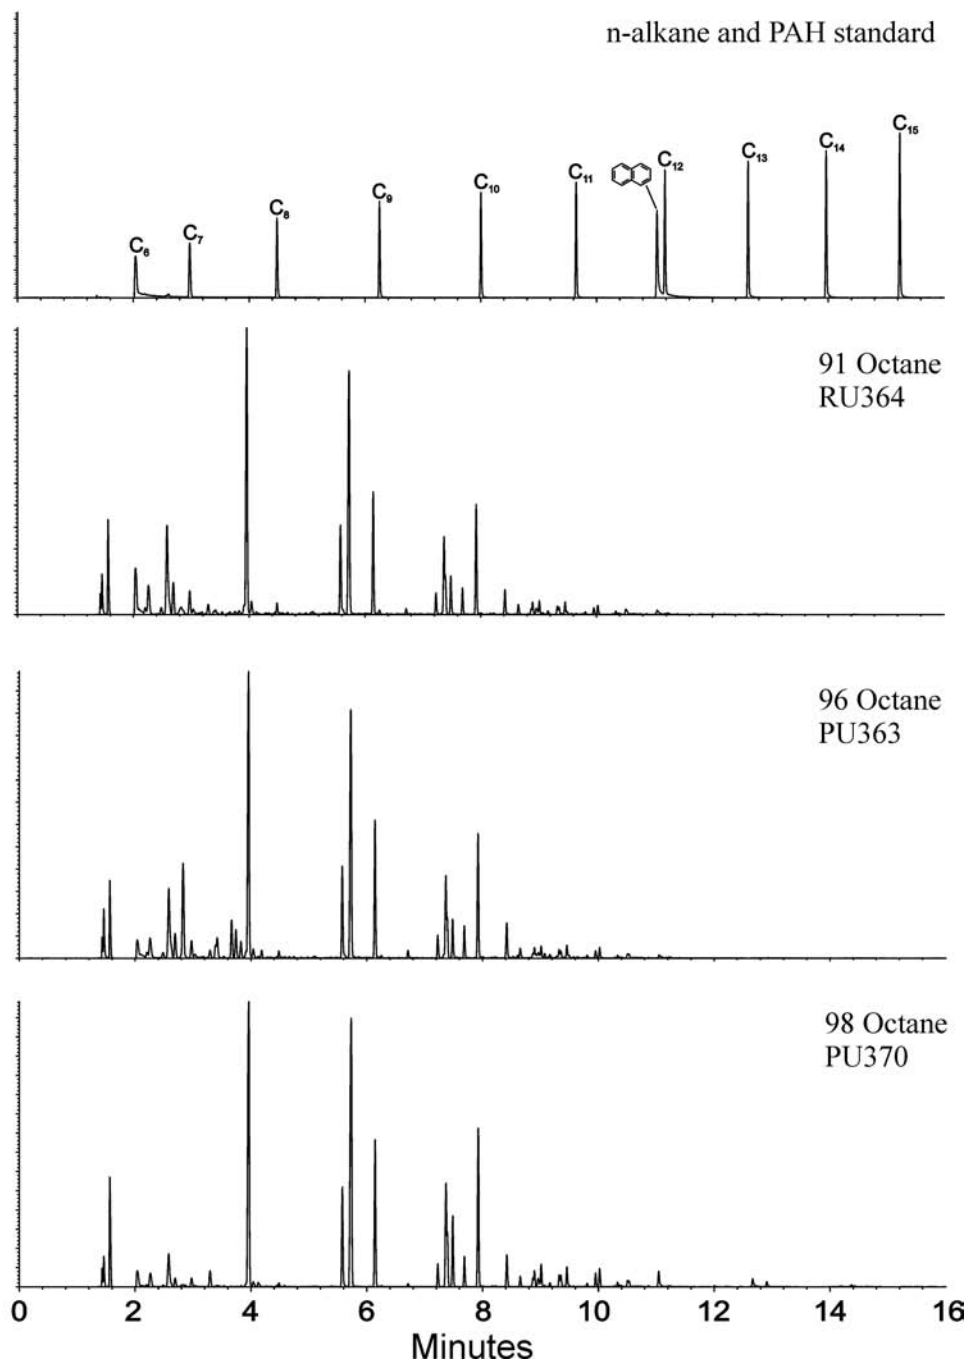 n-alkane and PAH standard
C₆ C₇ C₈ C₉ C₁₀ C₁₁ C₁₂ C₁₃ C₁₄ C₁₅
91 Octane
RU364
96 Octane
PU363
98 Octane
PU370
0 2 4 6 8 10 12 14 16
Minutes